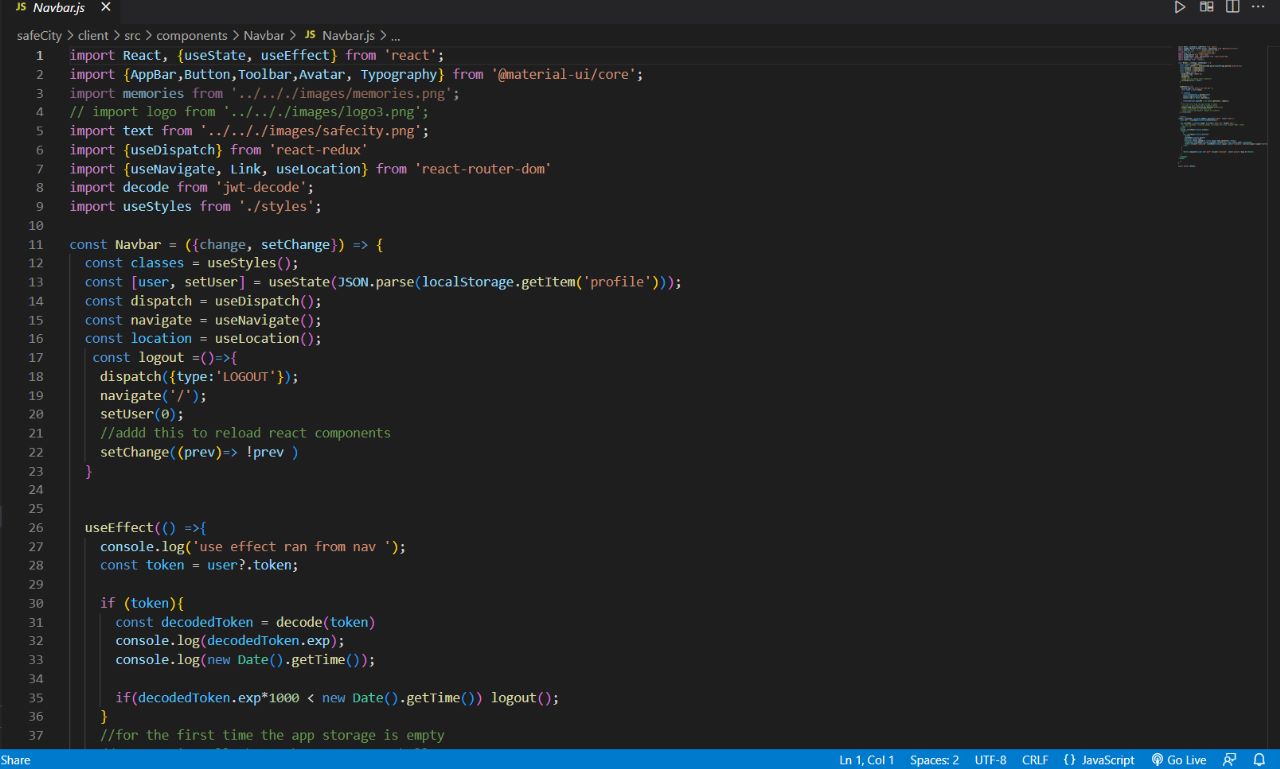 JS Navbar.js ×
safeCity > client > src > components > Navbar > JS Navbar.js > ...
1 import React, {useState, useEffect} from 'react';
2 import {AppBar,Button,Toolbar,Avatar, Typography} from '@material-ui/core';
3 import memories from '../.././images/memories.png';
4 // import logo from '../.././images/logo3.png';
5 import text from '../.././images/safecity.png';
6 import {useDispatch} from 'react-redux'
7 import {useNavigate, Link, useLocation} from 'react-router-dom'
8 import decode from 'jwt-decode';
9 import useStyles from './styles';
10
11 const Navbar = ({change, setChange}) => {
12 const classes = useStyles();
13 const [user, setUser] = useState(JSON.parse(localStorage.getItem('profile')));
14 const dispatch = useDispatch();
15 const navigate = useNavigate();
16 const location = useLocation();
17 const logout =()=>{
18 dispatch({type:'LOGOUT'});
19 navigate('/');
20 setUser(0);
21 //addd this to reload react components
22 setChange((prev)=> !prev )
23 }
24
25
26 useEffect(() =>{
27 console.log('use effect ran from nav ');
28 const token = user?.token;
29
30 if (token){
31 const decodedToken = decode(token)
32 console.log(decodedToken.exp);
33 console.log(new Date().getTime());
34
35 if(decodedToken.exp*1000 < new Date().getTime()) logout();
36 }
37 //for the first time the app storage is empty
Share Ln 1, Col 1 Spaces: 2 UTF-8 CRLF {} JavaScript Go Live